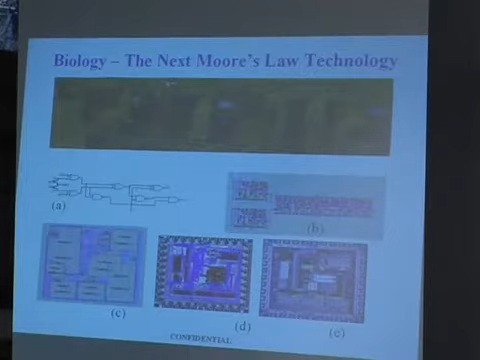 Biology – The Next Moore's Law Technology
(a)
(b)
(c)
(d)
(e)
CONFIDENTIAL